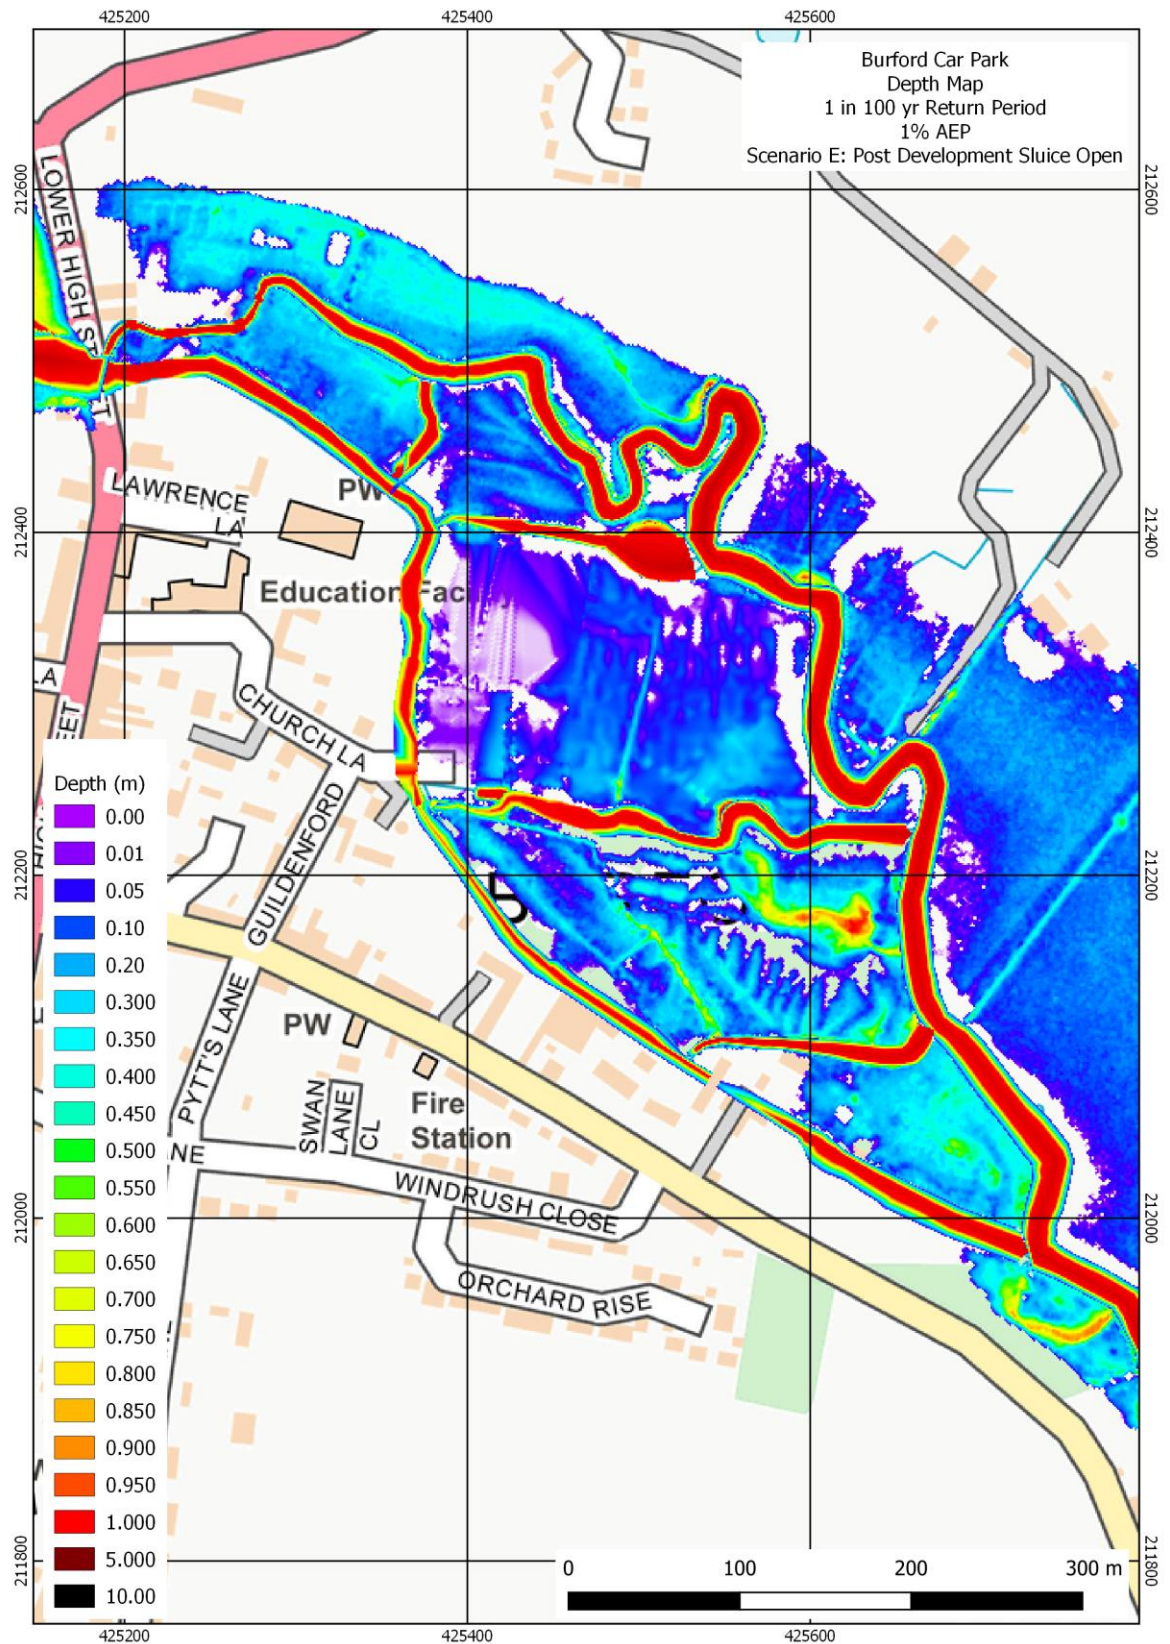 425200
425400
425600
Burford Car Park
Depth Map
1 in 100 yr Return Period
1% AEP
Scenario E: Post Development Sluice Open
212600
212600
LOWER HIGH ST
T
PW
LAWRENCE
LA
212400
212400
Education Faci
LA
EET
CHURCH LA
GUILDENFORD
Depth (m)
0.00
0.01
0.05
0.10
0.20
0.300
0.350
0.400
0.450
0.500
0.550
0.600
0.650
0.700
0.750
0.800
0.850
0.900
0.950
1.000
5.000
10.00
212200
212200
5
PYTT'S LANE
PW
SWAN
LANE
CL
Fire
Station
NE
WINDRUSH CLOSE
212000
212000
ORCHARD RISE
211800
211800
0
100
200
300 m
425200
425400
425600